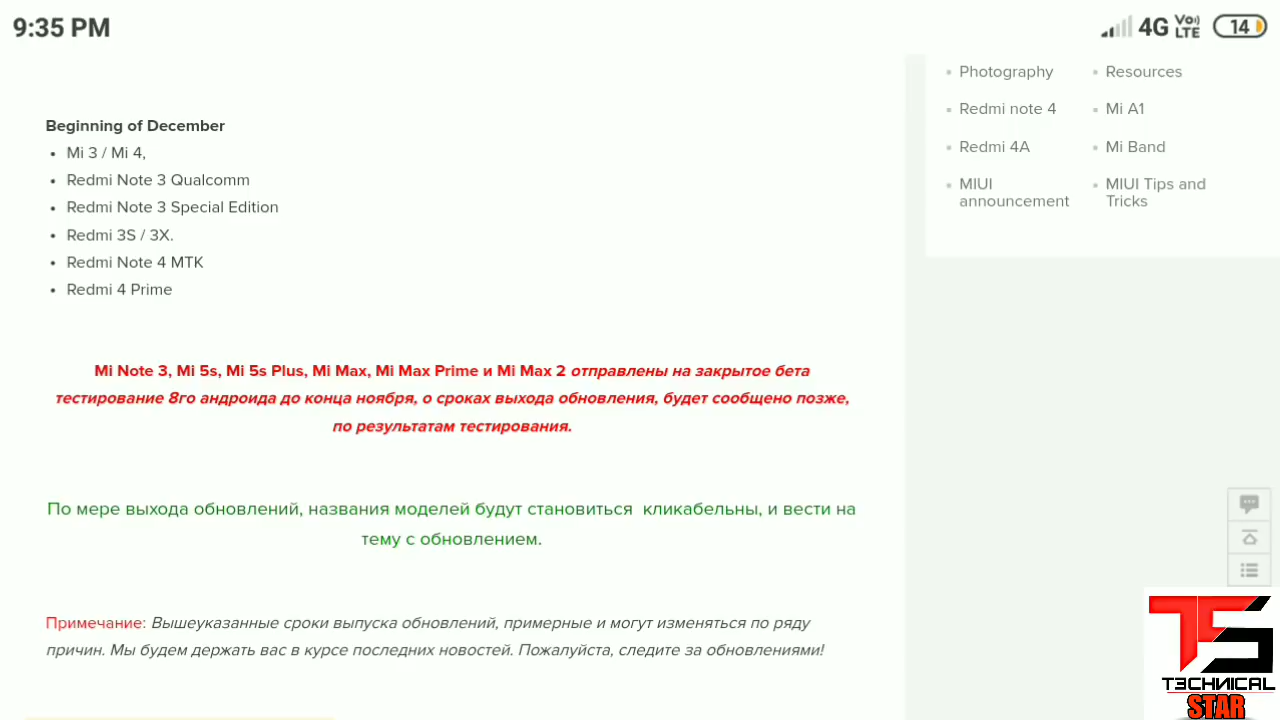 9:35 PM
4G Vo) LTE 14
Photography
Resources
Redmi note 4
Mi A1
Redmi 4A
Mi Band
MIUI announcement
MIUI Tips and Tricks
Beginning of December
Mi 3 / Mi 4,
Redmi Note 3 Qualcomm
Redmi Note 3 Special Edition
Redmi 3S / 3X.
Redmi Note 4 MTK
Redmi 4 Prime
Mi Note 3, Mi 5s, Mi 5s Plus, Mi Max, Mi Max Prime и Mi Max 2 отправлены на закрытое бета
тестирование 8го андроида до конца ноября, о сроках выхода обновления, будет сообщено позже,
по результатам тестирования.
По мере выхода обновлений, названия моделей будут становиться кликабельны, и вести на
тему с обновлением.
Примечание: Вышеуказанные сроки выпуска обновлений, примерные и могут изменяться по ряду
причин. Мы будем держать вас в курсе последних новостей. Пожалуйста, следите за обновлениями!
TS
T3CHNICAL
STAR